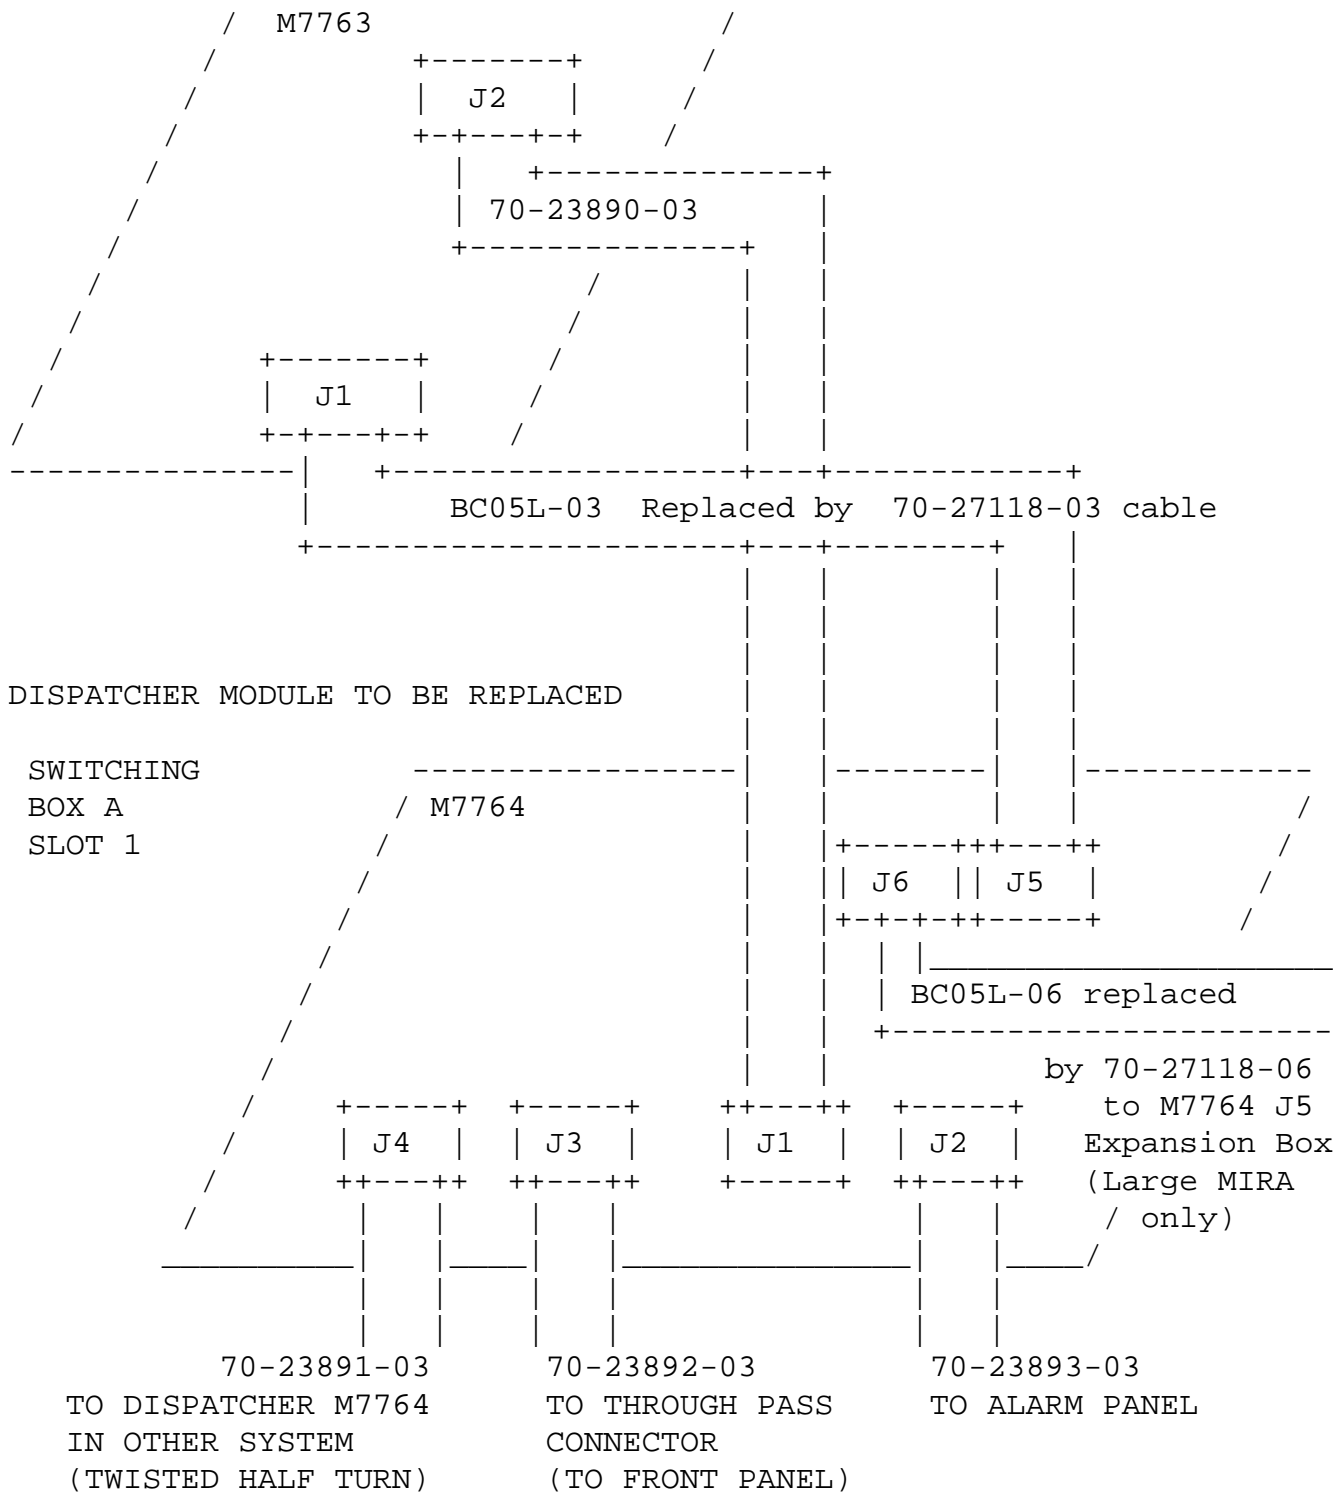 M7763
J2
70-23890-03
J1
BC05L-03 Replaced by 70-27118-03 cable
DISPATCHER MODULE TO BE REPLACED
SWITCHING
BOX A
SLOT 1
M7764
J6 J5
BC05L-06 replaced
by 70-27118-06
to M7764 J5
Expansion Box
(Large MIRA
only)
J4 J3 J1 J2
70-23891-03
TO DISPATCHER M7764
IN OTHER SYSTEM
(TWISTED HALF TURN)
70-23892-03
TO THROUGH PASS
CONNECTOR
(TO FRONT PANEL)
70-23893-03
TO ALARM PANEL